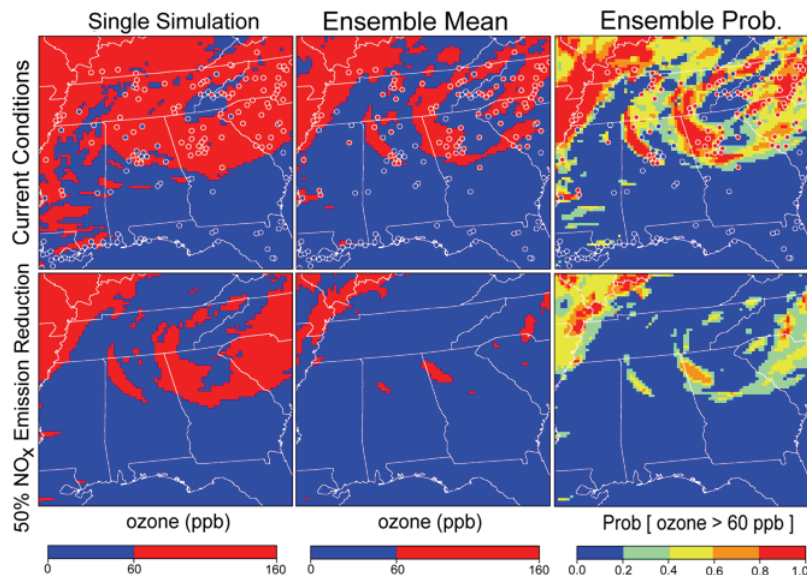 Single Simulation
Ensemble Mean
Ensemble Prob.
Current Conditions
50% NOx Emission Reduction
ozone (ppb)
ozone (ppb)
Prob [ ozone > 60 ppb ]
0 60 160
0 60 160
0.0 0.2 0.4 0.6 0.8 1.0